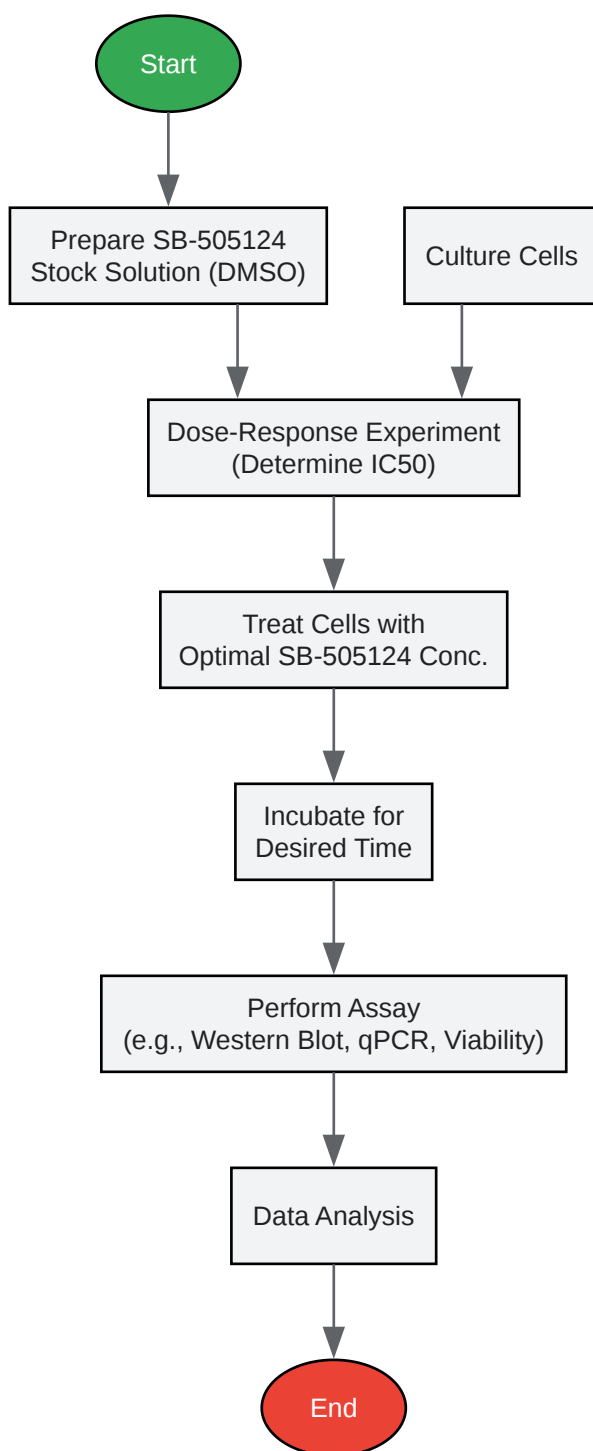 Start
Prepare SB-505124
Stock Solution (DMSO)
Culture Cells
Dose-Response Experiment
(Determine IC50)
Treat Cells with
Optimal SB-505124 Conc.
Incubate for
Desired Time
Perform Assay
(e.g., Western Blot, qPCR, Viability)
Data Analysis
End